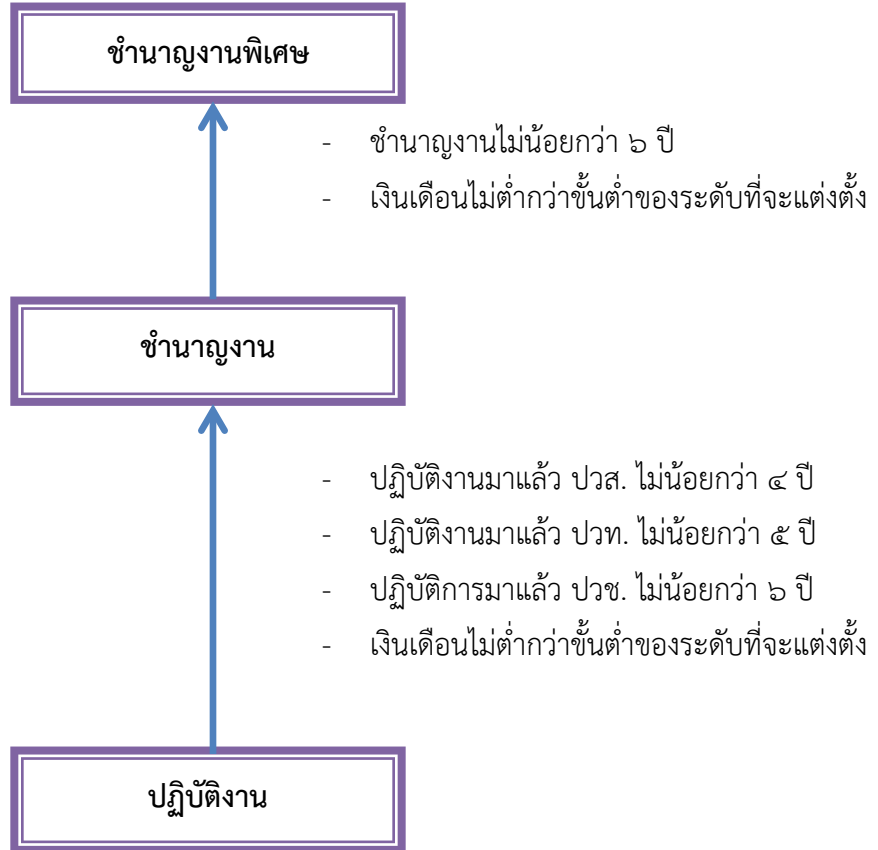 ชำนาญงานพิเศษ
- ชำนาญงานไม่น้อยกว่า ๖ ปี
- เงินเดือนไม่ต่ำกว่าขั้นต่ำของระดับที่จะแต่งตั้ง
ชำนาญงาน
- ปฏิบัติงานมาแล้ว ปวส. ไม่น้อยกว่า ๔ ปี
- ปฏิบัติงานมาแล้ว ปวท. ไม่น้อยกว่า ๕ ปี
- ปฏิบัติการมาแล้ว ปวช. ไม่น้อยกว่า ๖ ปี
- เงินเดือนไม่ต่ำกว่าขั้นต่ำของระดับที่จะแต่งตั้ง
ปฏิบัติงาน